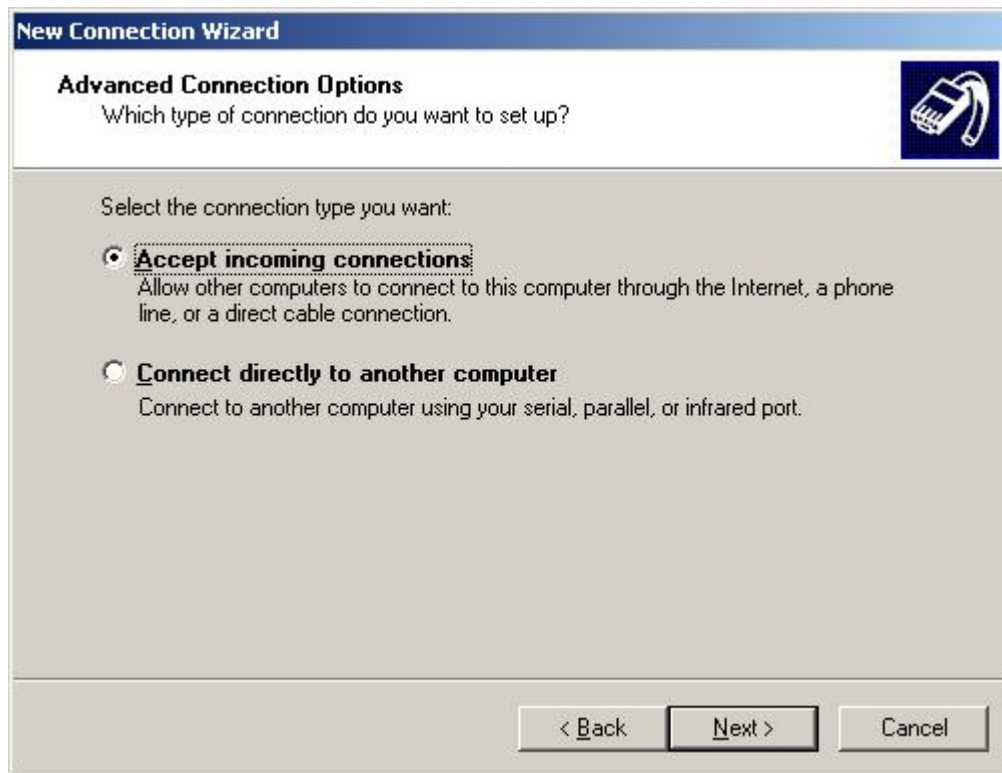 New Connection Wizard
Advanced Connection Options
Which type of connection do you want to set up?
Select the connection type you want:
Accept incoming connections
Allow other computers to connect to this computer through the Internet, a phone
line, or a direct cable connection.
Connect directly to another computer
Connect to another computer using your serial, parallel, or infrared port.
< Back Next > Cancel